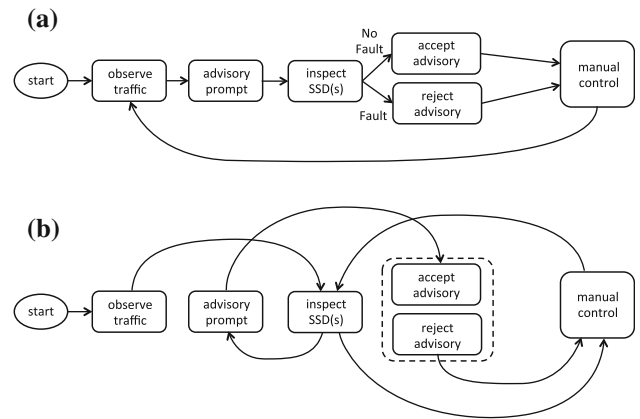 (a)
start
observe
traffic
advisory
prompt
inspect
SSD(s)
No
Fault
Fault
accept
advisory
reject
advisory
manual
control
(b)
start
observe
traffic
advisory
prompt
inspect
SSD(s)
accept
advisory
reject
advisory
manual
control